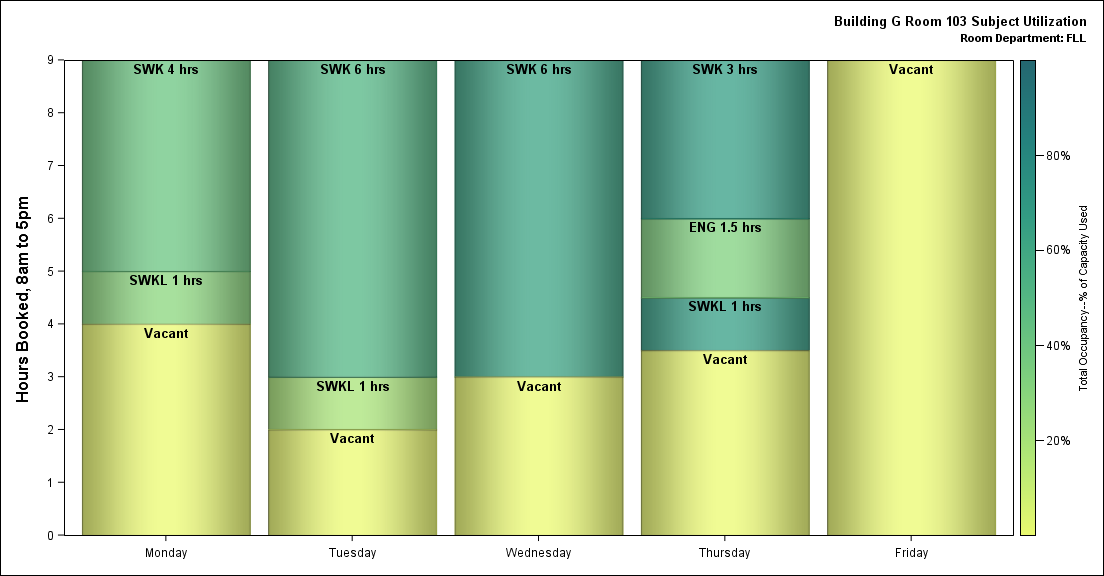 Building G Room 103 Subject Utilization
Room Department: FLL
Hours Booked, 8am to 5pm
9
8
7
6
5
4
3
2
1
0
SWK 4 hrs
SWKL 1 hrs
Vacant
SWK 6 hrs
SWKL 1 hrs
Vacant
SWK 6 hrs
Vacant
SWK 3 hrs
ENG 1.5 hrs
SWKL 1 hrs
Vacant
Vacant
Monday
Tuesday
Wednesday
Thursday
Friday
80%
60%
40%
20%
Total Occupancy--% of Capacity Used